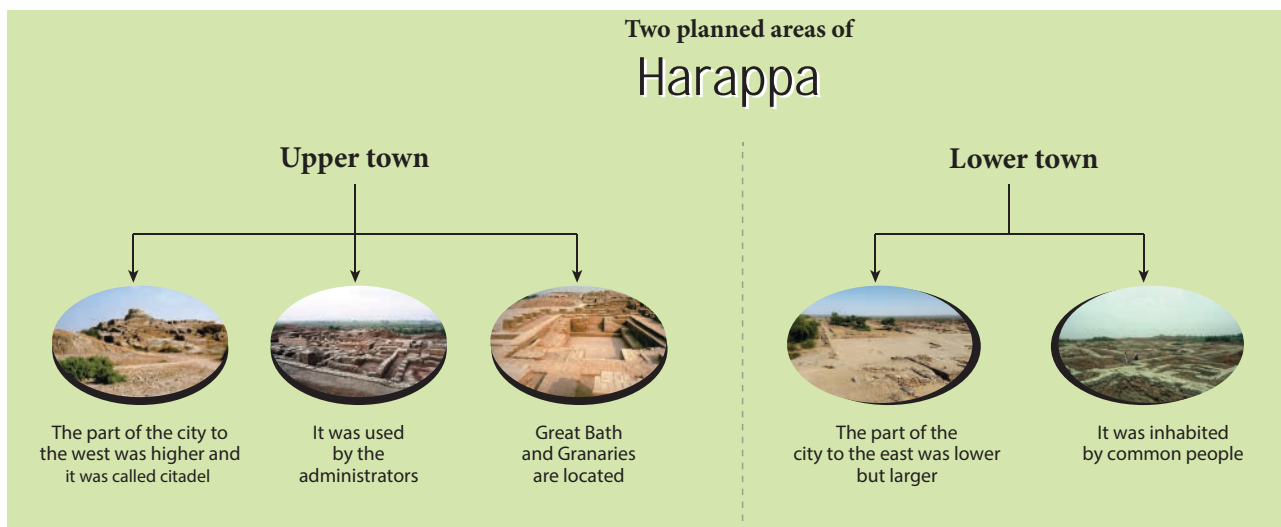 Two planned areas of
Harappa
Upper town
The part of the city to
the west was higher and
it was called citadel
It was used
by the
administrators
Great Bath
and Granaries
are located
Lower town
The part of the
city to the east was lower
but larger
It was inhabited
by common people